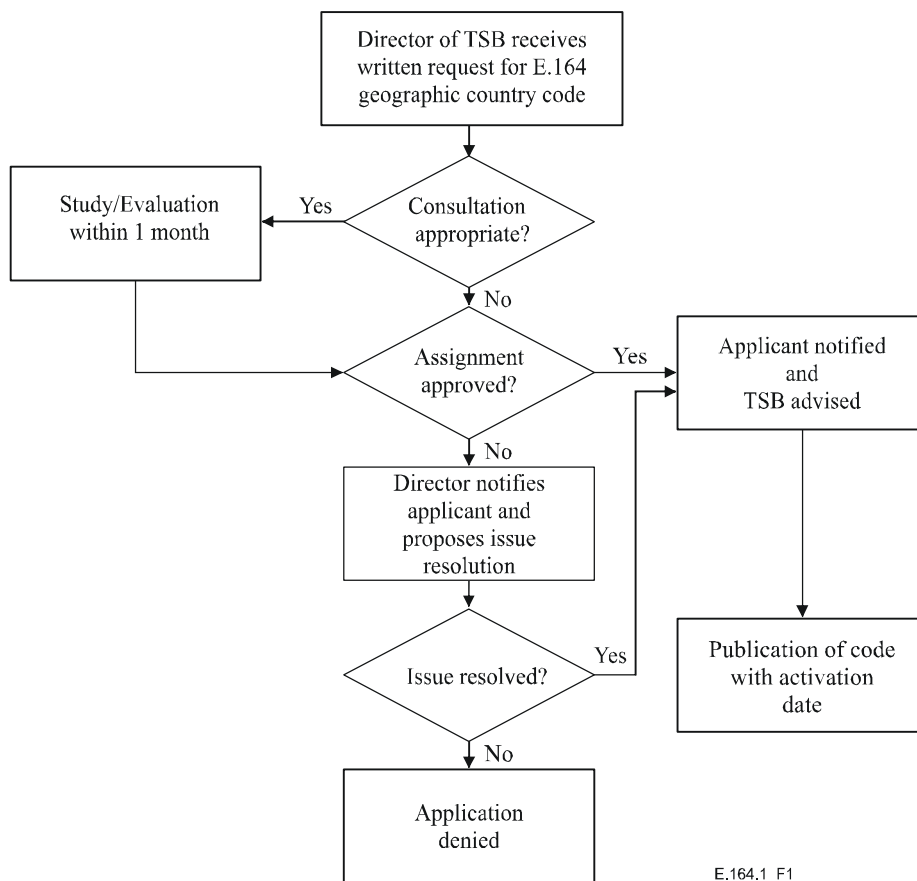 Director of TSB receives
written request for E.164
geographic country code
Study/Evaluation
within 1 month
Yes
Consultation
appropriate?
No
Assignment
approved?
Yes
Applicant notified
and
TSB advised
No
Director notifies
applicant and
proposes issue
resolution
Issue resolved?
Yes
Publication of code
with activation
date
No
Application
denied
E.164.1_F1